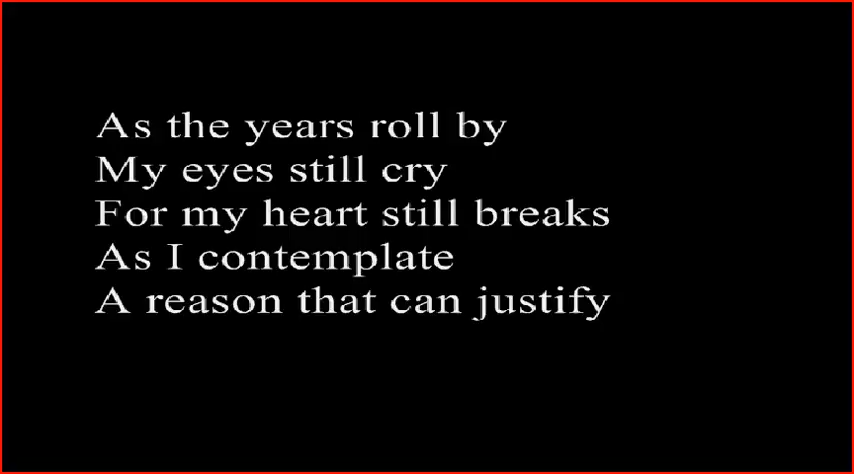 As the years roll by
My eyes still cry
For my heart still breaks
As I contemplate
A reason that can justify